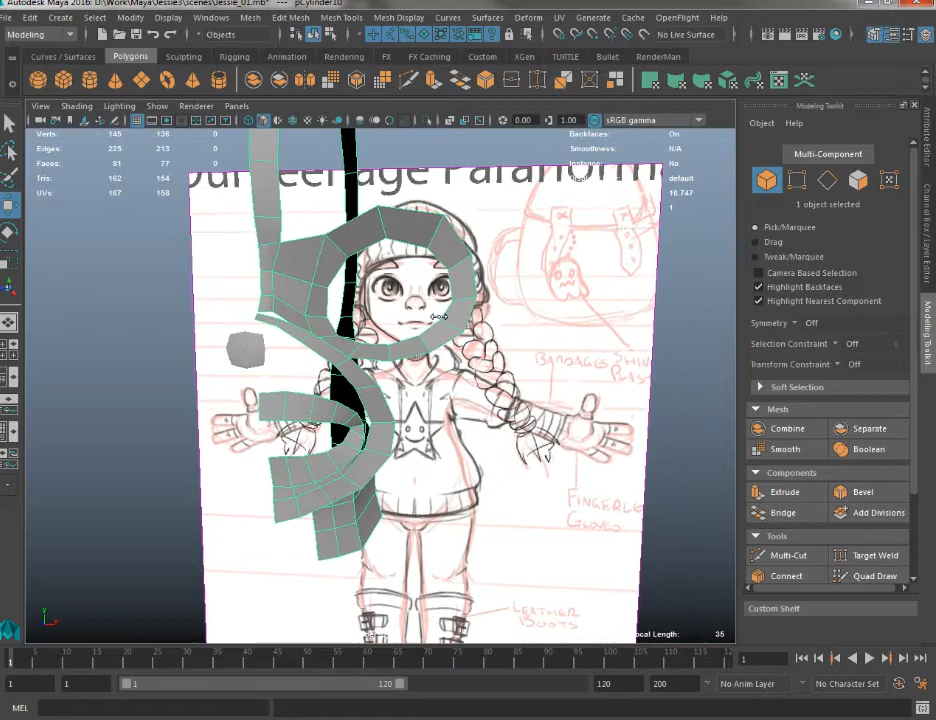 Autodesk Maya 2016: D:\Work\Jessie3\scenes\Jessie_01.mb* - pCylinder10
File Edit Create Select Modify Display Windows Mesh Edit Mesh Mesh Tools Mesh Display Curves Surfaces Deform UV Generate Cache OpenFlight Help
Modeling Objects No Live Surface
Curves / Surfaces Polygons Sculpting Rigging Animation Rendering FX FX Caching Custom XGen TURTLE Bullet RenderMan
View Shading Lighting Show Renderer Panels
0.00 1.00 sRGB gamma
Verts: 145 136 0 Backfaces: On
Edges: 225 213 0 Smoothness: N/A
Faces: 81 77 0 No
Tris: 162 154 0 default
UVs: 167 158 0 16.747
1
BANDAGES
FINGERLE
GLOVES
LEATHER
BOOTS
ocal Length: 35
Modeling Toolkit
Object Help
Multi-Component
1 object selected
Pick/Marquee
Drag
Tweak/Marquee
Camera Based Selection
Highlight Backfaces
Highlight Nearest Component
Symmetry Off
Selection Constraint Off
Transform Constraint Off
Soft Selection
Mesh
Combine Separate
Smooth Boolean
Components
Extrude Bevel
Bridge Add Divisions
Tools
Multi-Cut Target Weld
Connect Quad Draw
Custom Shelf
Attribute Editor
Channel Box / Layer Editor
Modeling Toolkit
5 10 15 20 25 30 35 40 45 50 55 60 65 70 75 80 85 90 95 100 105 110 115 12
1
1 1 1 120 120 200 No Anim Layer No Character Set
MEL